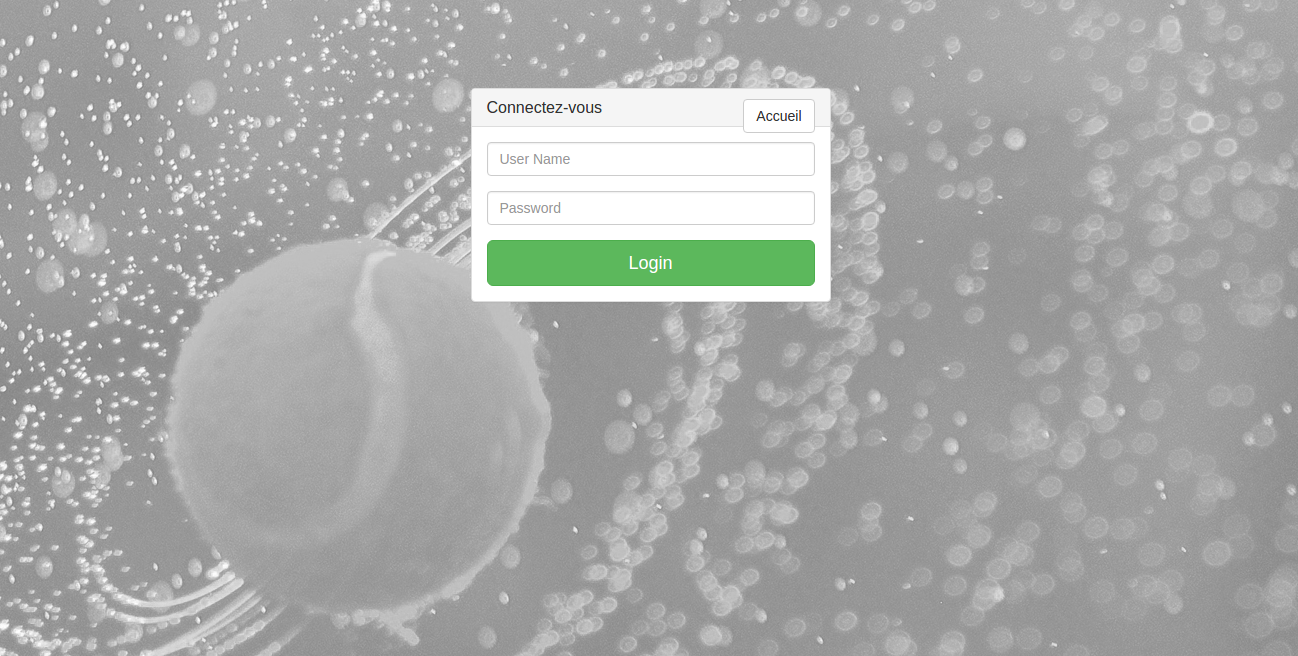 Connectez-vous
Accueil
User Name
Password
Login